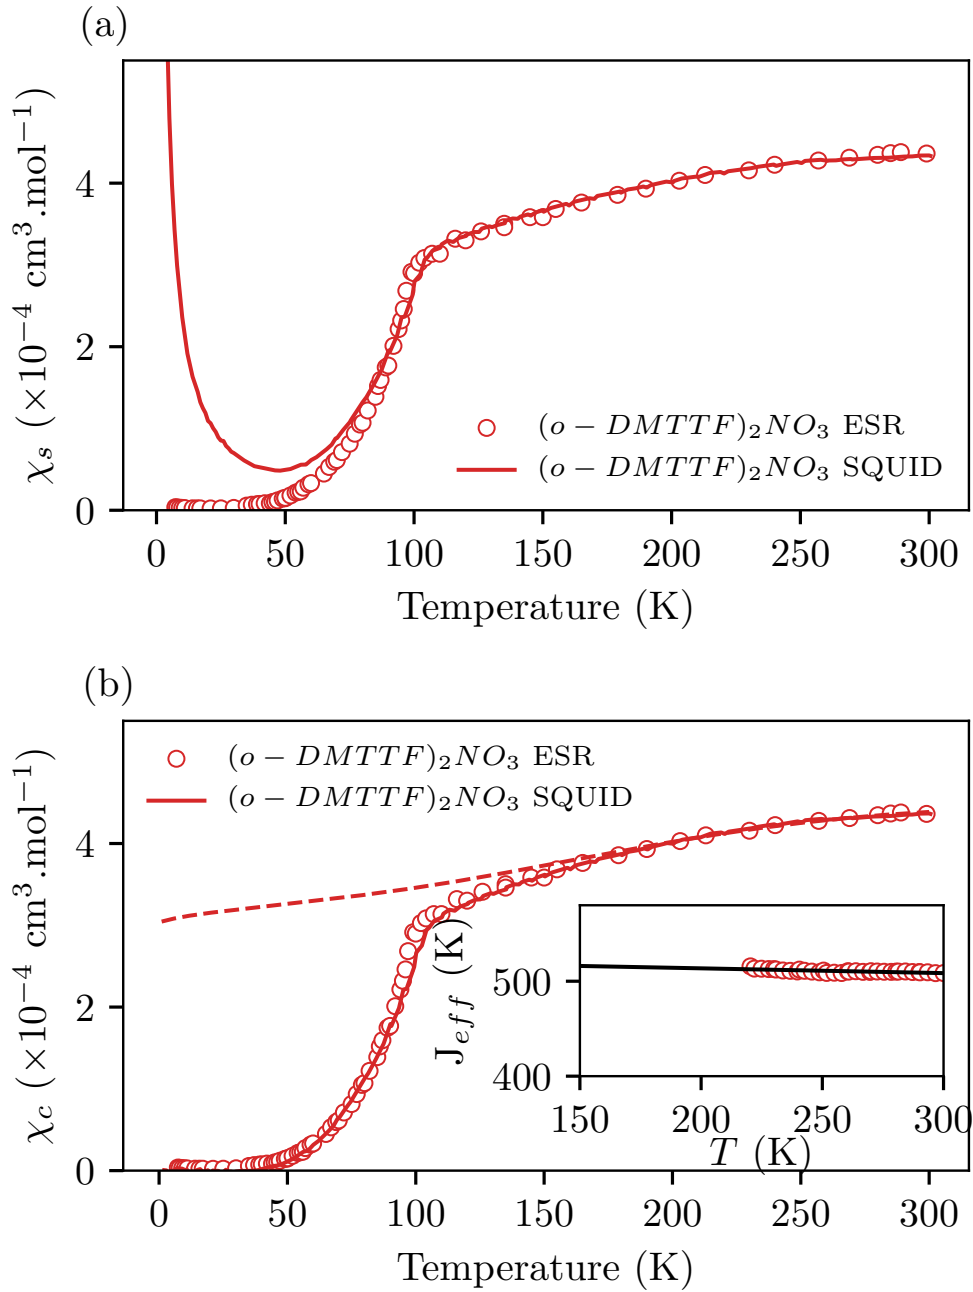 (a)
χₛ (×10⁻⁴ cm³.mol⁻¹)
4
2
0
(o − DMTTF)₂NO₃ ESR
(o − DMTTF)₂NO₃ SQUID
0 50 100 150 200 250 300
Temperature (K)
(b)
χ_c (×10⁻⁴ cm³.mol⁻¹)
(o − DMTTF)₂NO₃ ESR
(o − DMTTF)₂NO₃ SQUID
4
2
0
J_eff (K)
500
400
150 200 250 300
T (K)
0 50 100 150 200 250 300
Temperature (K)